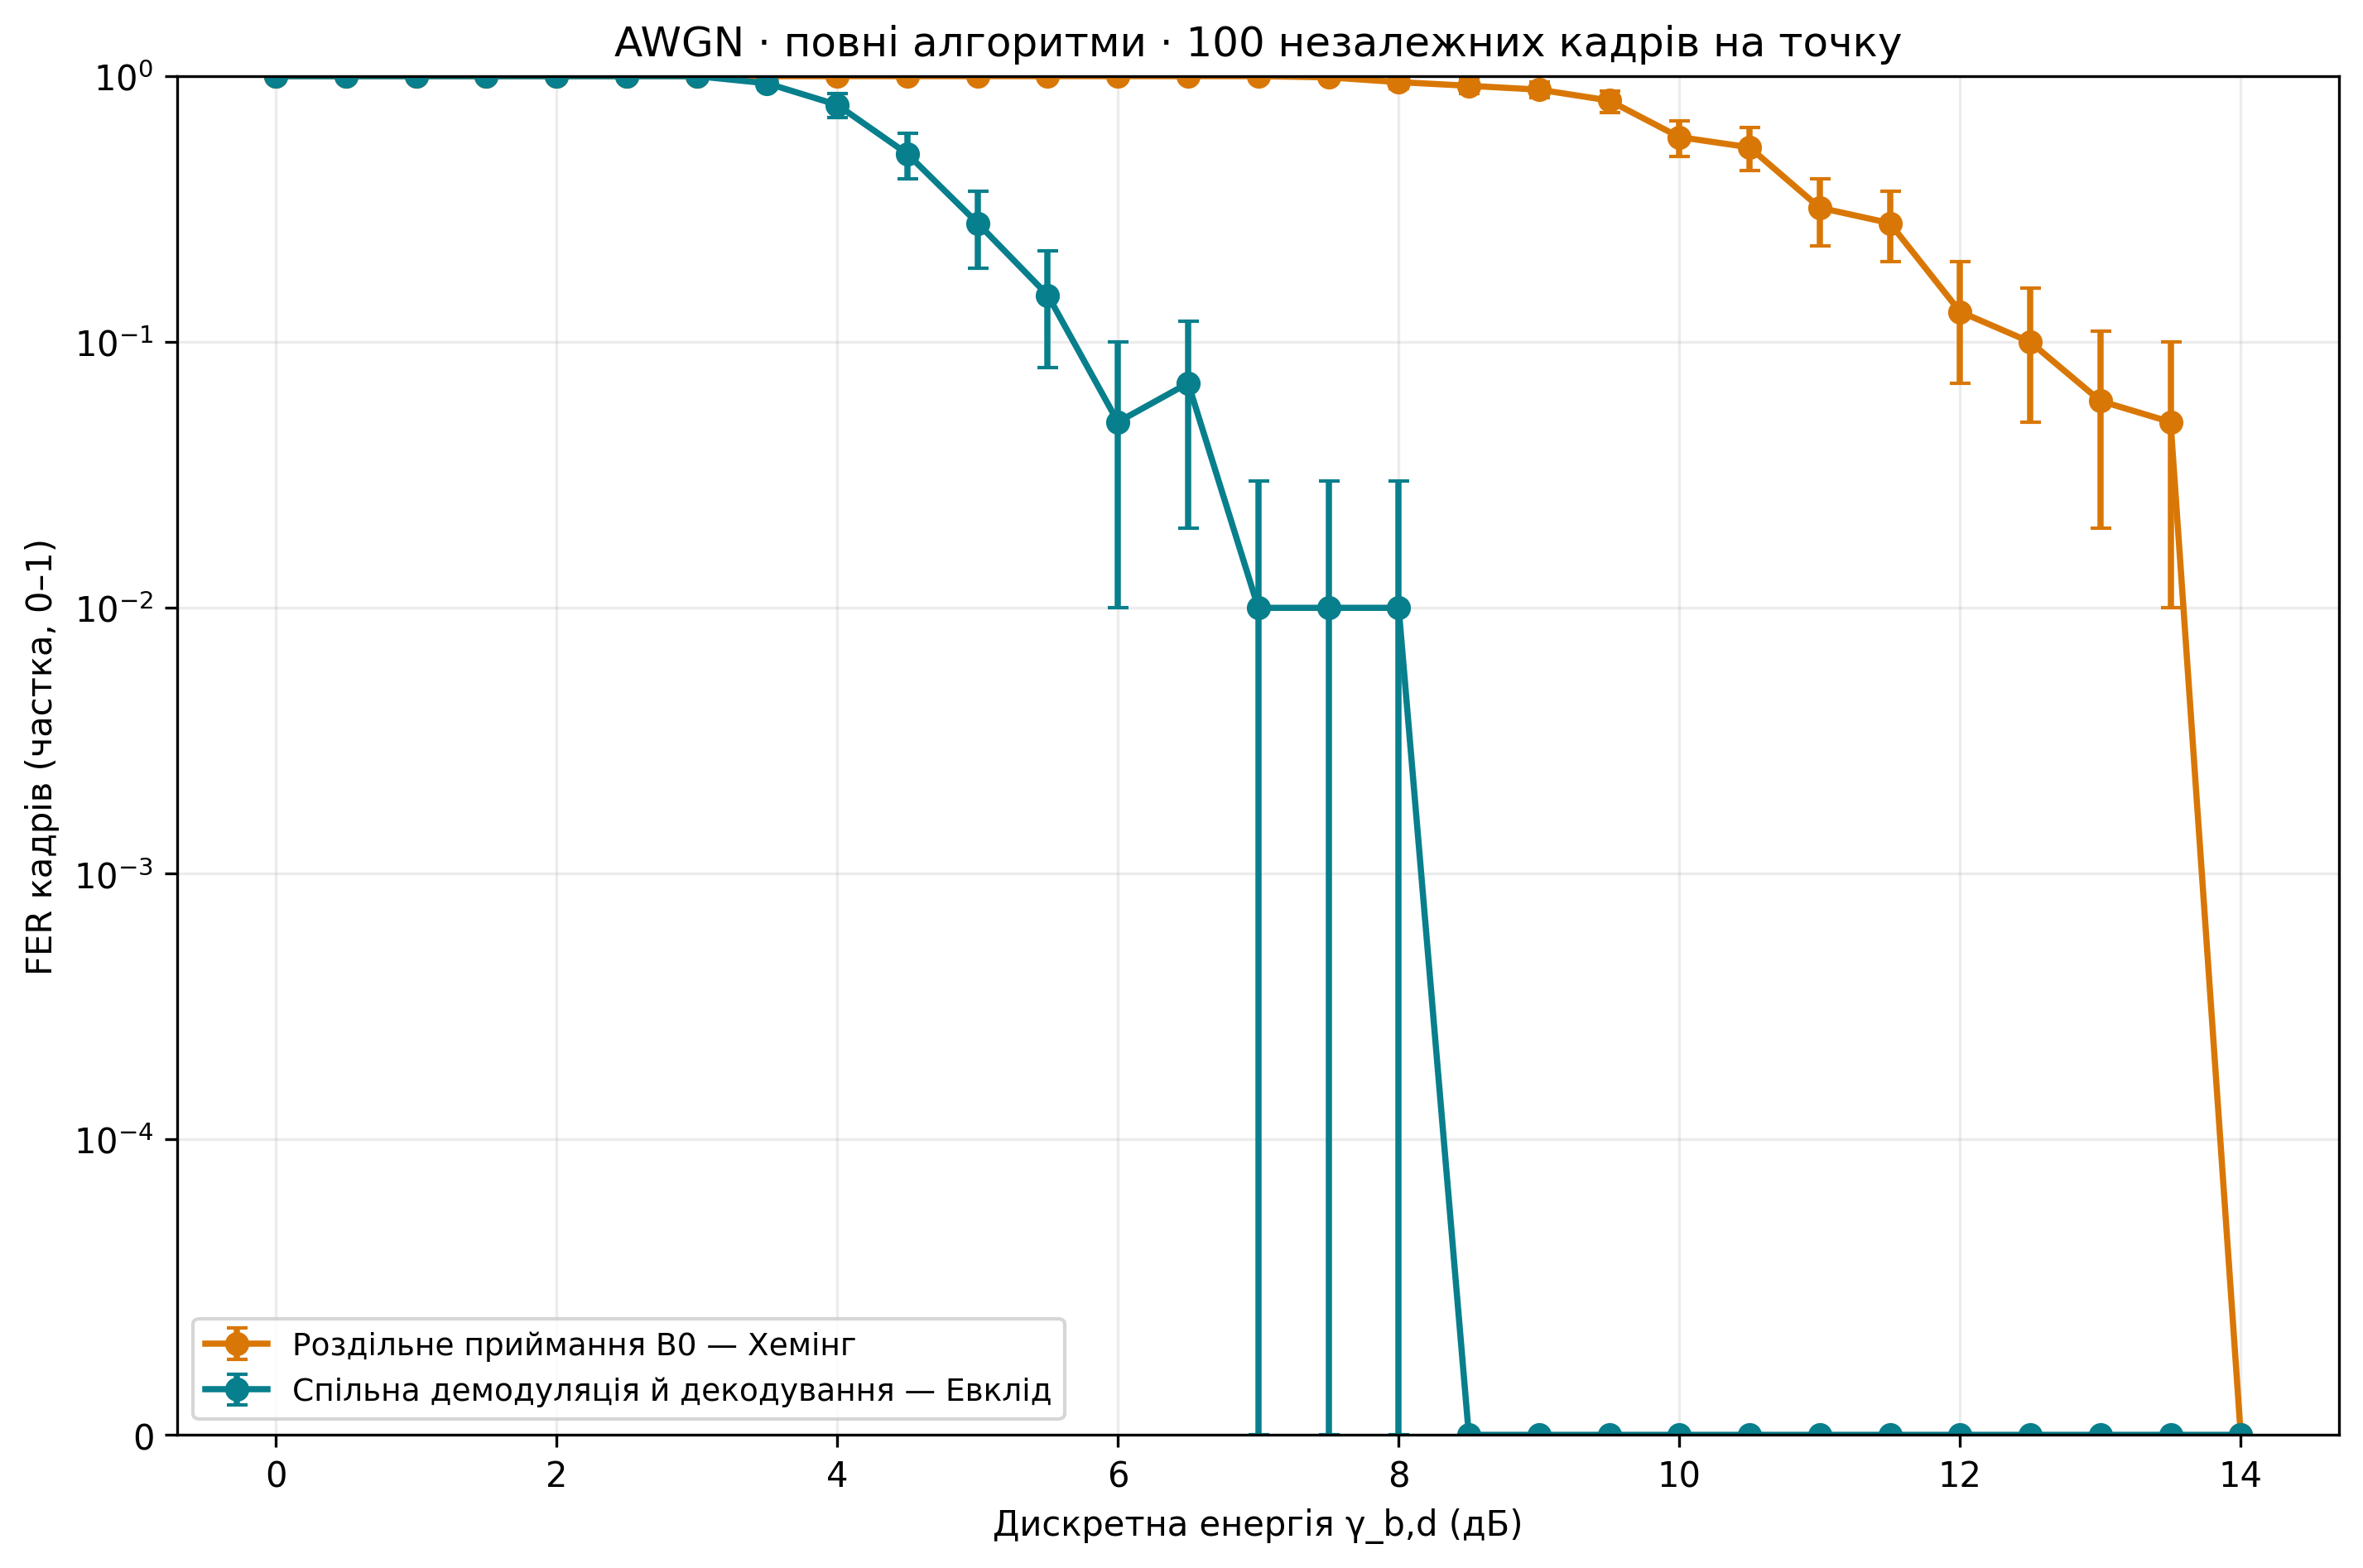 AWGN · повні алгоритми · 100 незалежних кадрів на точку
FER кадрів (частка, 0–1)
10⁰
10⁻¹
10⁻²
10⁻³
10⁻⁴
0
Роздільне приймання B0 — Хемінг
Спільна демодуляція й декодування — Евклід
0 2 4 6 8 10 12 14
Дискретна енергія γ_b,d (дБ)